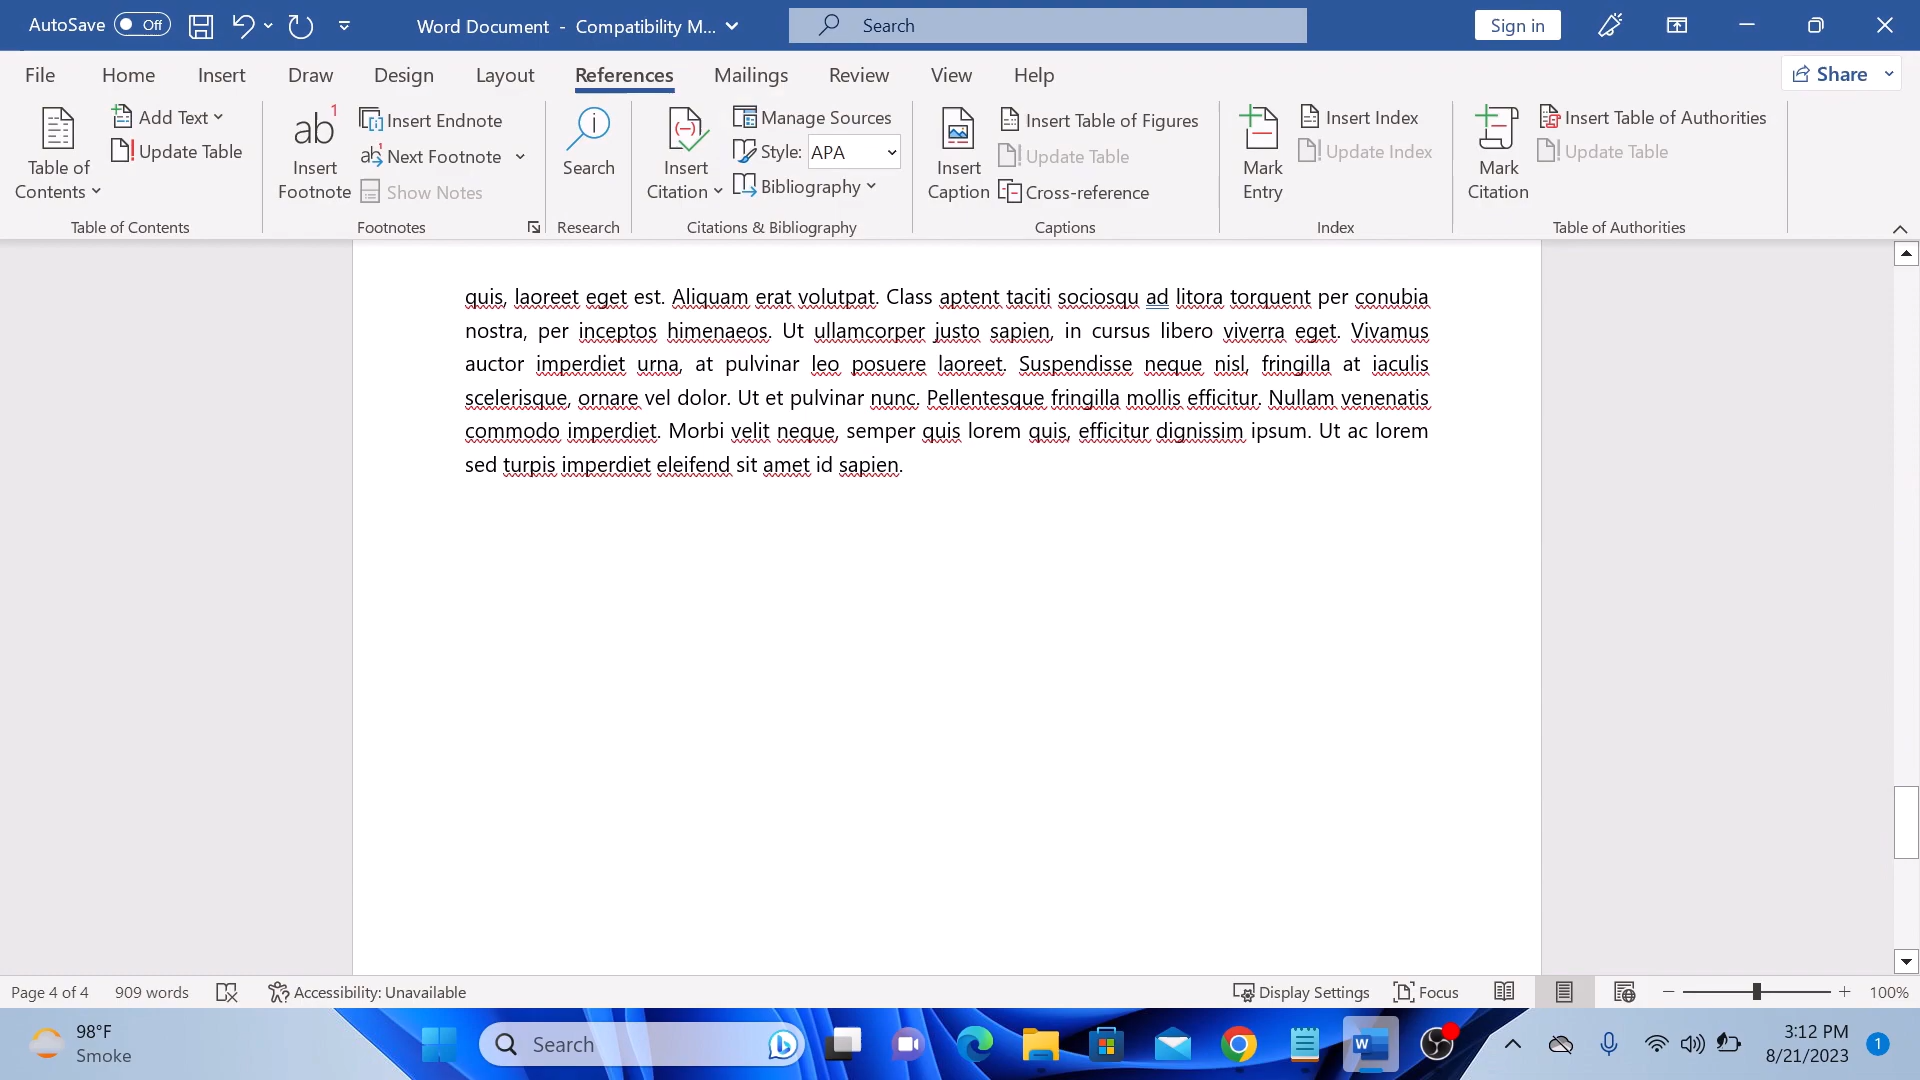 AutoSave Off Word Document - Compatibility M... Search Sign in
File Home Insert Draw Design Layout References Mailings Review View Help Share
Table of Contents
Add Text
Update Table
Table of Contents
ab1 Insert Footnote
Insert Endnote
Next Footnote
Show Notes
Footnotes
Search
Research
Insert Citation
Manage Sources
Style: APA
Bibliography
Citations & Bibliography
Insert Caption
Insert Table of Figures
Update Table
Cross-reference
Captions
Mark Entry
Insert Index
Update Index
Index
Mark Citation
Insert Table of Authorities
Update Table
Table of Authorities
quis, laoreet eget est. Aliquam erat volutpat. Class aptent taciti sociosqu ad litora torquent per conubia
nostra, per inceptos himenaeos. Ut ullamcorper justo sapien, in cursus libero viverra eget. Vivamus
auctor imperdiet urna, at pulvinar leo posuere laoreet. Suspendisse neque nisl, fringilla at iaculis
scelerisque, ornare vel dolor. Ut et pulvinar nunc. Pellentesque fringilla mollis efficitur. Nullam venenatis
commodo imperdiet. Morbi velit neque, semper quis lorem quis, efficitur dignissim ipsum. Ut ac lorem
sed turpis imperdiet eleifend sit amet id sapien.
Page 4 of 4 909 words Accessibility: Unavailable Display Settings Focus 100%
98°F
Smoke
Search
3:12 PM
8/21/2023
1